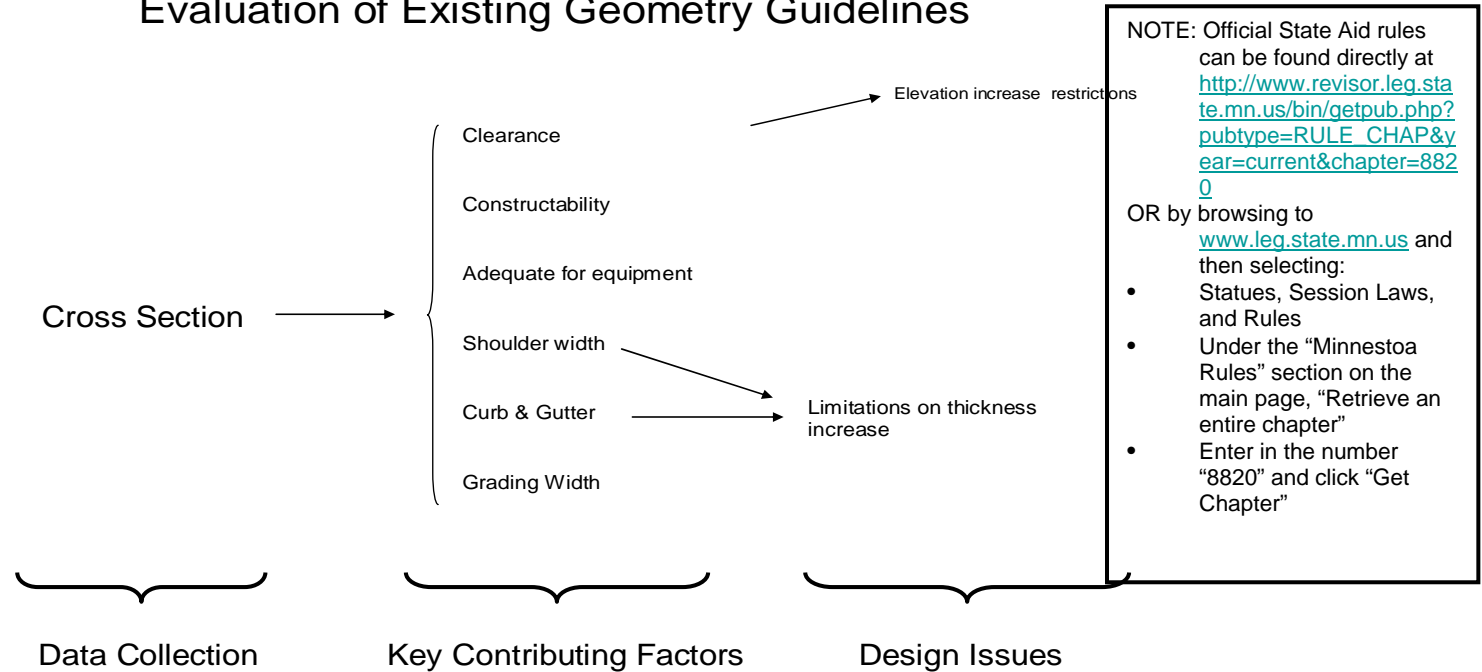 Evaluation of Existing Geometry Guidelines
Cross Section
Clearance
Constructability
Adequate for equipment
Shoulder width
Curb & Gutter
Grading Width
Elevation increase restrictions
Limitations on thickness
increase
NOTE: Official State Aid rules
can be found directly at
http://www.revisor.leg.sta
te.mn.us/bin/getpub.php?
pubtype=RULE_CHAP&y
ear=current&chapter=882
0
OR by browsing to
www.leg.state.mn.us and
then selecting:
• Statues, Session Laws,
and Rules
• Under the “Minnestoa
Rules” section on the
main page, “Retrieve an
entire chapter”
• Enter in the number
“8820” and click “Get
Chapter”
Data Collection
Key Contributing Factors
Design Issues